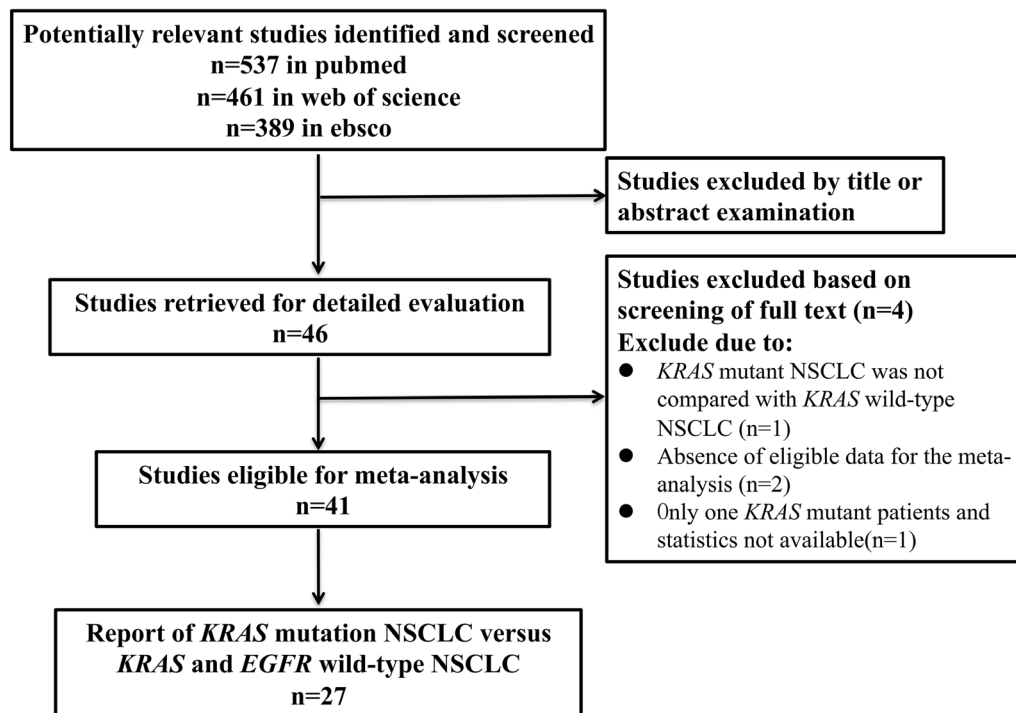 Potentially relevant studies identified and screened
n=537 in pubmed
n=461 in web of science
n=389 in ebsco
Studies excluded by title or
abstract examination
Studies retrieved for detailed evaluation
n=46
Studies excluded based on
screening of full text (n=4)
Exclude due to:
● KRAS mutant NSCLC was not
compared with KRAS wild-type
NSCLC (n=1)
● Absence of eligible data for the meta-
analysis (n=2)
● 0nly one KRAS mutant patients and
statistics not available(n=1)
Studies eligible for meta-analysis
n=41
Report of KRAS mutation NSCLC versus
KRAS and EGFR wild-type NSCLC
n=27